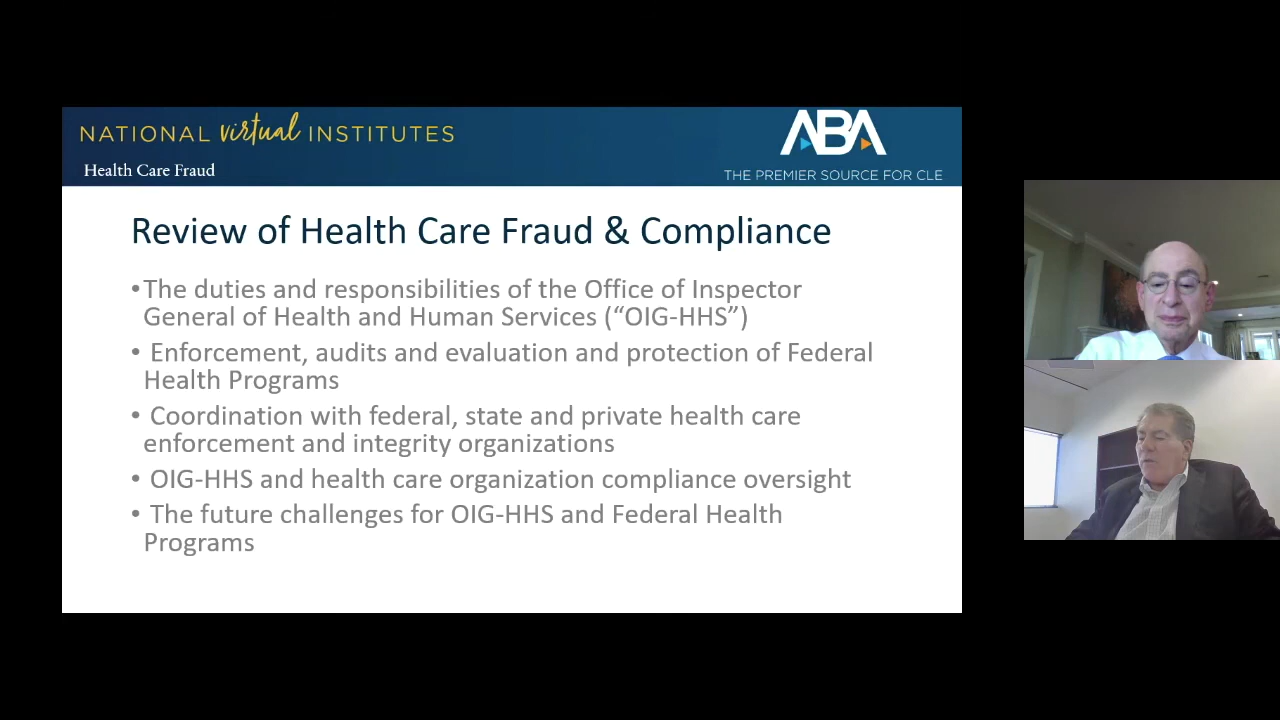 NATIONAL virtual INSTITUTES
Health Care Fraud
ABA
THE PREMIER SOURCE FOR CLE
Review of Health Care Fraud & Compliance
•The duties and responsibilities of the Office of Inspector
General of Health and Human Services (“OIG-HHS”)
• Enforcement, audits and evaluation and protection of Federal
Health Programs
• Coordination with federal, state and private health care
enforcement and integrity organizations
• OIG-HHS and health care organization compliance oversight
• The future challenges for OIG-HHS and Federal Health
Programs